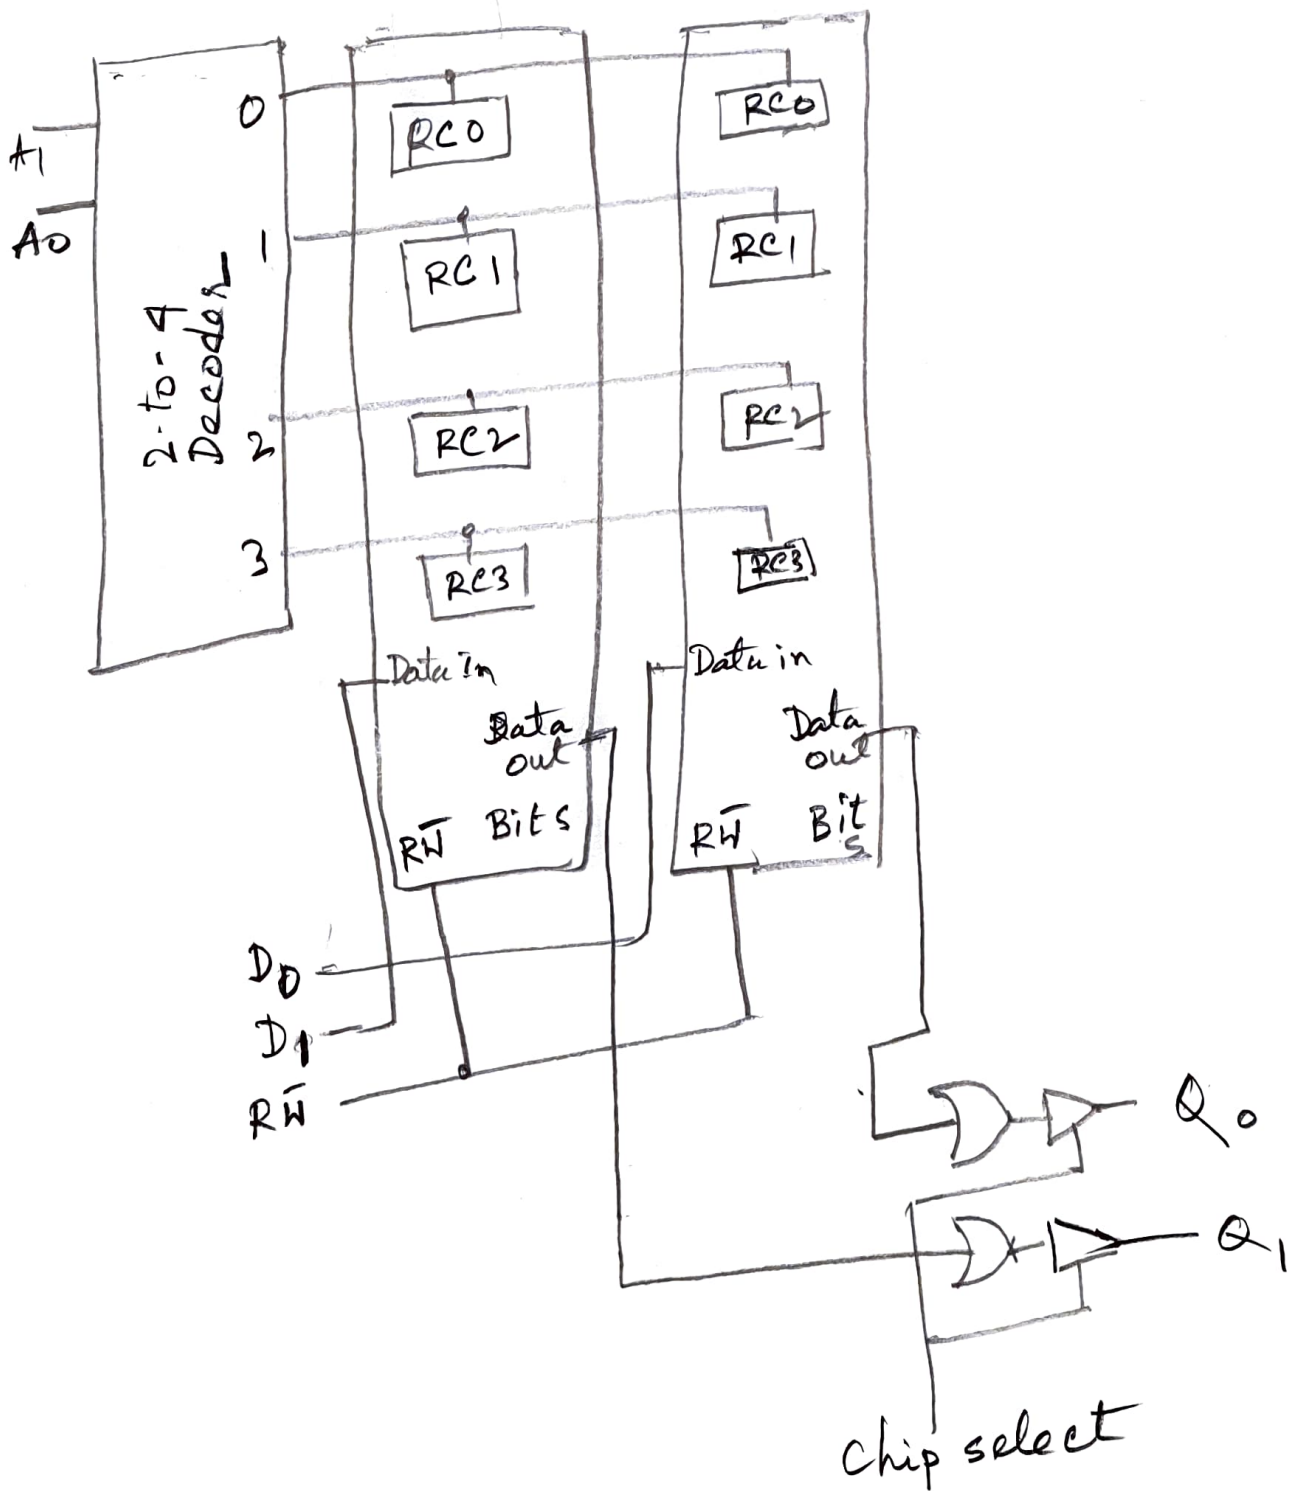 A1
A0
2-to-4
Decoder
0
1
2
3
RC0
RC1
RC2
RC3
Data in
Data
out
RW̅
Bits
RC0
RC1
RC2
RC3
Data in
Data
out
RW̅
Bit
s
D0
D1
RW̅
Q0
Q1
Chip select